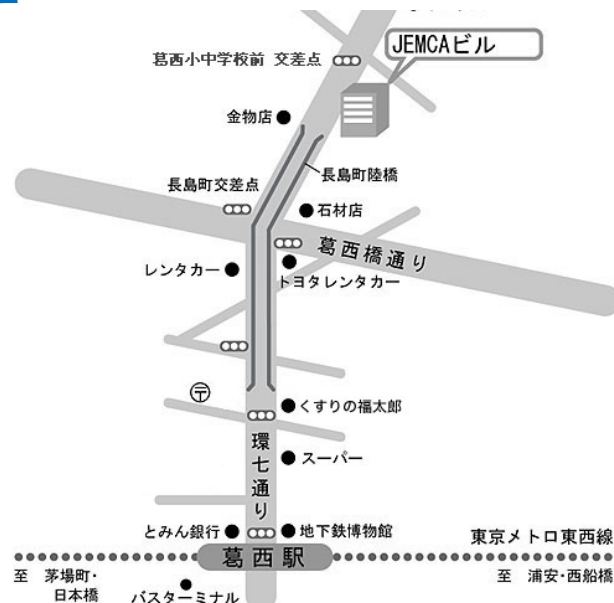 JEMCAビル
葛西小中学校前 交差点
金物店
長島町陸橋
長島町交差点
石材店
葛西橋通り
レンタカー
トヨタレンタカー
〒
くすりの福太郎
環七通り
スーパー
とみん銀行
地下鉄博物館
東京メトロ東西線
葛西駅
至 茅場町・
日本橋
バスターミナル
至 浦安・西船橋